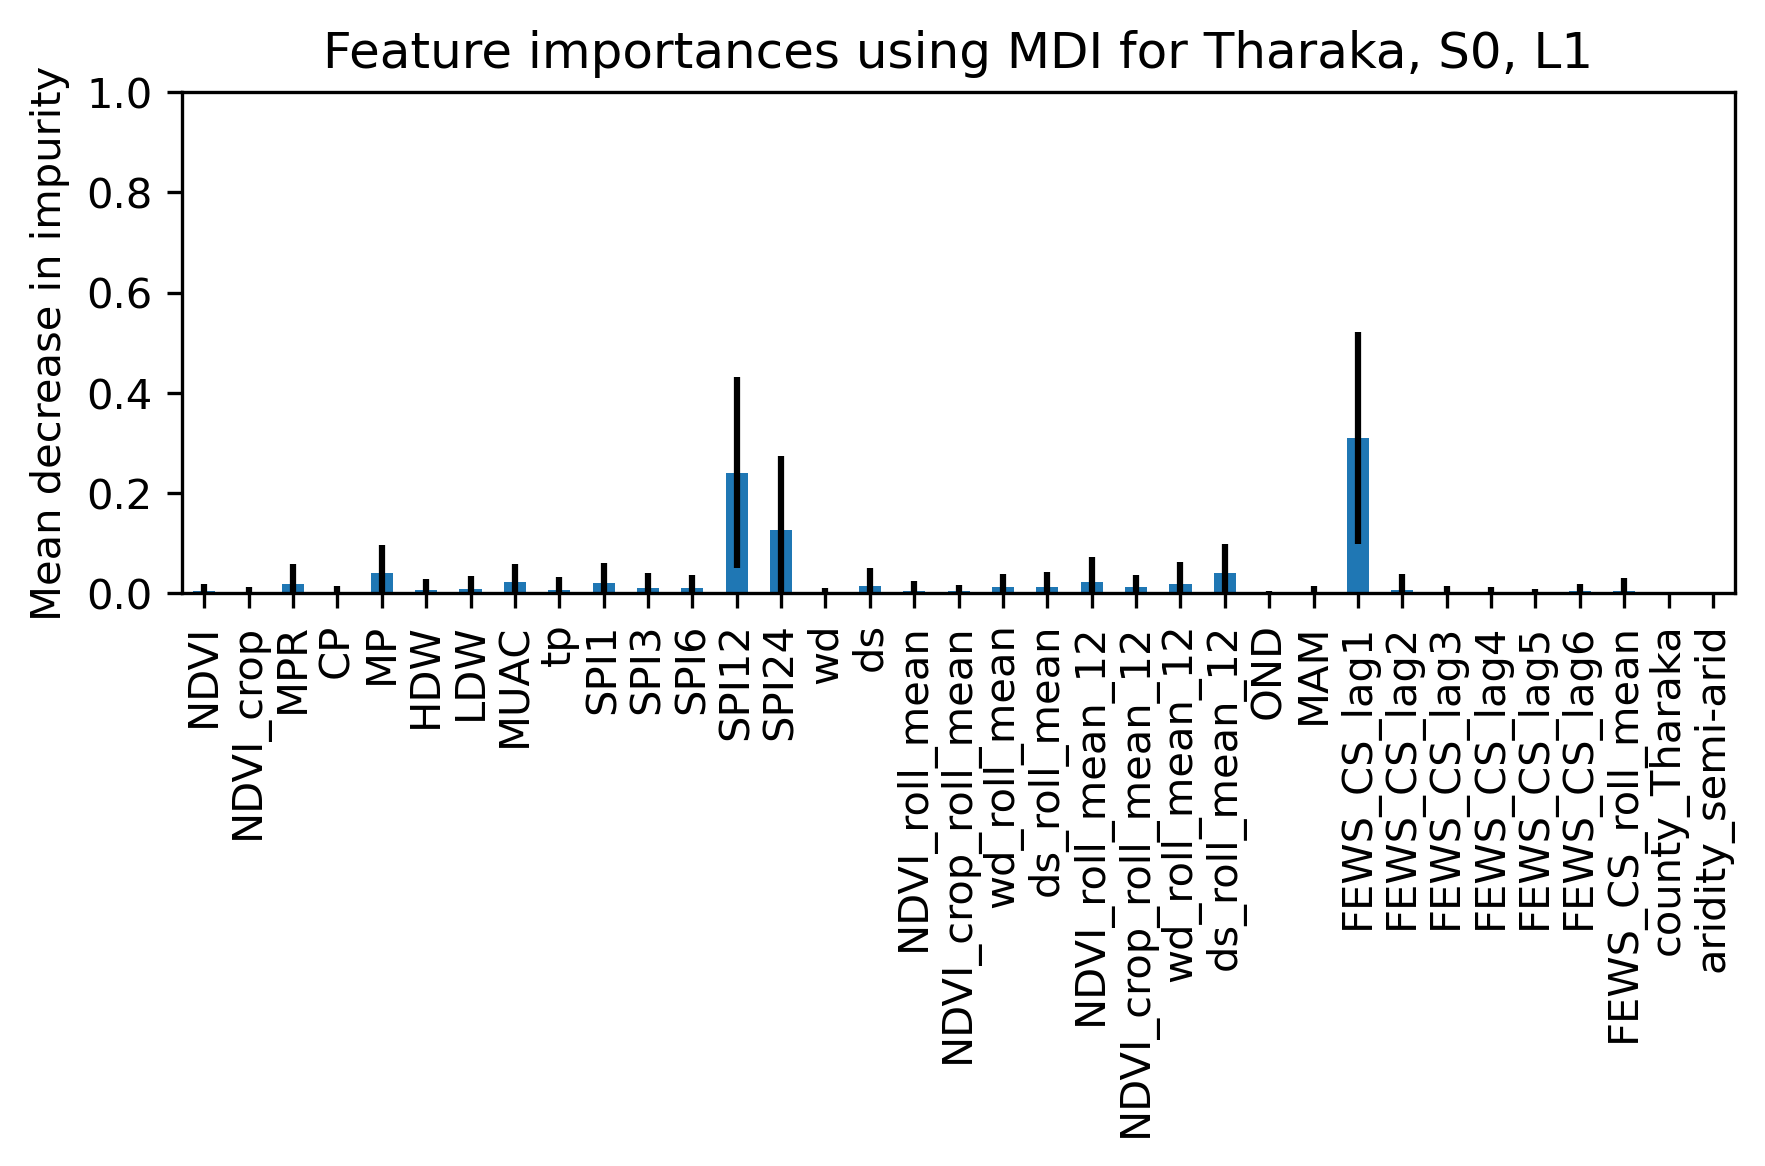 Feature importances using MDI for Tharaka, S0, L1
Mean decrease in impurity
1.0
0.8
0.6
0.4
0.2
0.0
NDVI
NDVI_crop
MPR
CP
MP
HDW
LDW
MUAC
tp
SPI1
SPI3
SPI6
SPI12
SPI24
wd
ds
NDVI_roll_mean
NDVI_crop_roll_mean
wd_roll_mean
ds_roll_mean
NDVI_roll_mean_12
NDVI_crop_roll_mean_12
wd_roll_mean_12
ds_roll_mean_12
OND
MAM
FEWS_CS_lag1
FEWS_CS_lag2
FEWS_CS_lag3
FEWS_CS_lag4
FEWS_CS_lag5
FEWS_CS_lag6
FEWS_CS_roll_mean
county_Tharaka
aridity_semi-arid